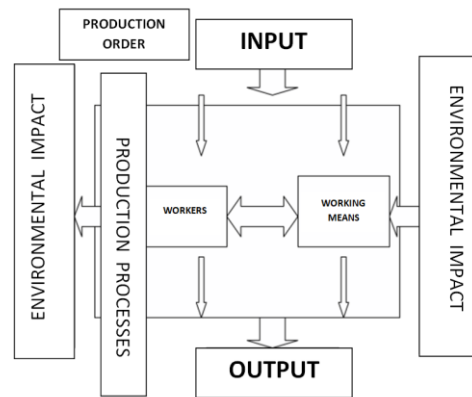 PRODUCTION
ORDER
INPUT
ENVIRONMENTAL IMPACT
PRODUCTION PROCESSES
WORKERS
WORKING
MEANS
ENVIRONMENTAL IMPACT
OUTPUT